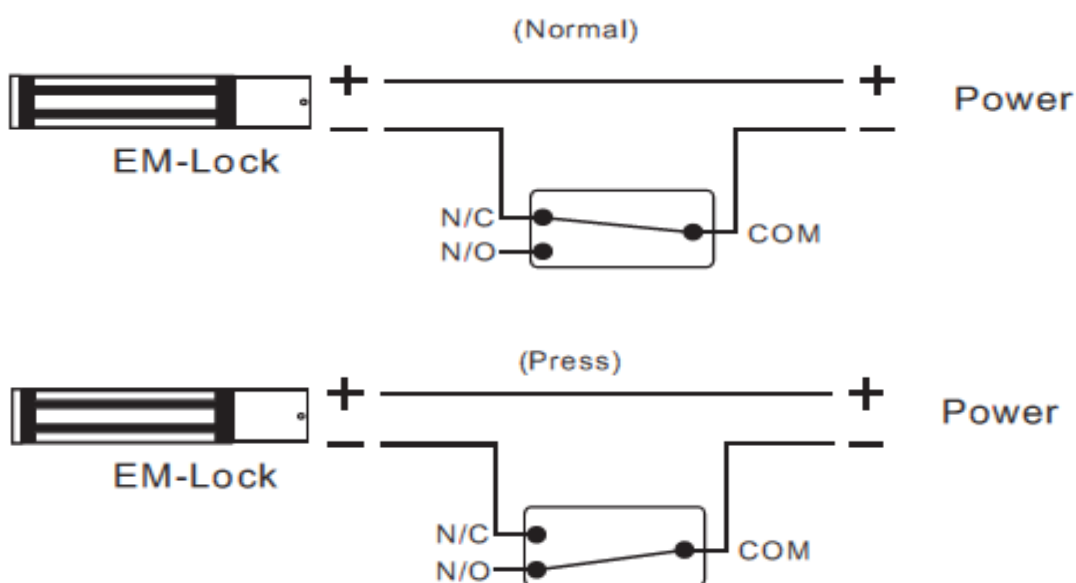 (Normal)
+ +
Power
− −
EM-Lock
N/C
COM
N/O
(Press)
+ +
Power
− −
EM-Lock
N/C
COM
N/O